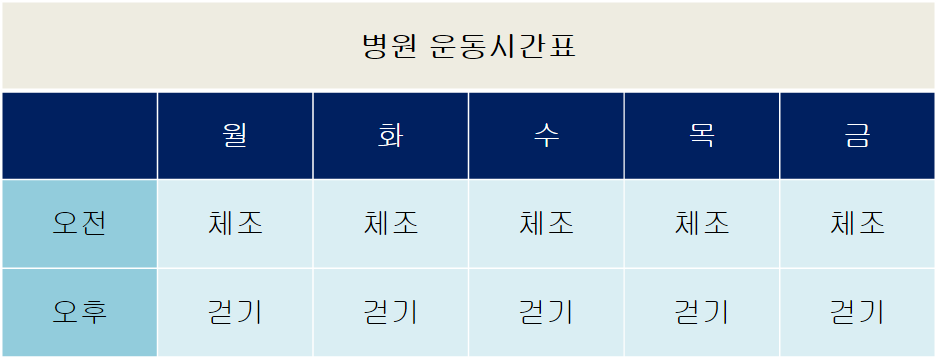 병원 운동시간표
월 화 수 목 금
오전 체조 체조 체조 체조 체조
오후 걷기 걷기 걷기 걷기 걷기